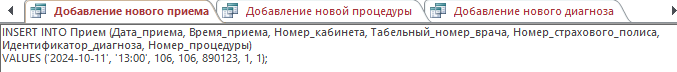 Добавление нового приема
Добавление новой процедуры
Добавление нового диагноза
INSERT INTO Прием (Дата_приема, Время_приема, Номер_кабинета, Табельный_номер_врача, Номер_страхового_полиса,
Идентификатор_диагноза, Номер_процедуры)
VALUES ('2024-10-11', '13:00', 106, 106, 890123, 1, 1);